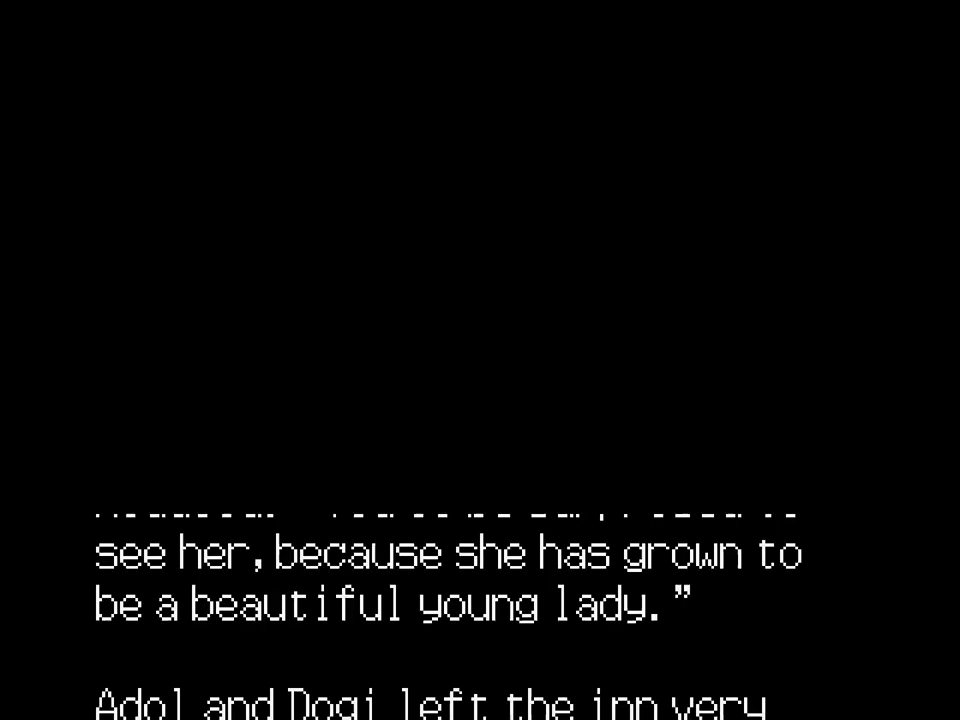 see her, because she has grown to
be a beautiful young lady.”
Adol and Dogi left the inn very